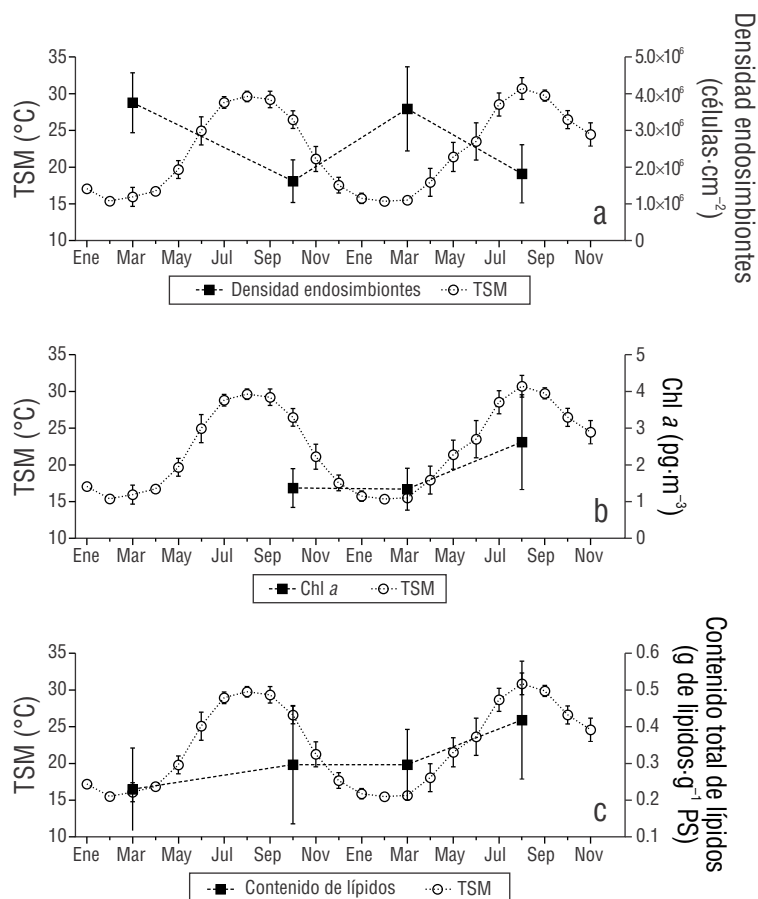 35
30
25
20
15
10
TSM (°C)
5.0×10⁶
4.0×10⁶
3.0×10⁶
2.0×10⁶
1.0×10⁶
0
Densidad endosimbiontes
(células·cm⁻²)
a
Ene Mar May Jul Sep Nov Ene Mar May Jul Sep Nov
Densidad endosimbiontes TSM
35
30
25
20
15
10
TSM (°C)
5
4
3
2
1
0
Chl a (pg·m⁻³)
b
Ene Mar May Jul Sep Nov Ene Mar May Jul Sep Nov
Chl a TSM
35
30
25
20
15
10
TSM (°C)
0.6
0.5
0.4
0.3
0.2
0.1
Contenido total de lípidos
(g de lípidos·g⁻¹ PS)
c
Ene Mar May Jul Sep Nov Ene Mar May Jul Sep Nov
Contenido de lípidos TSM